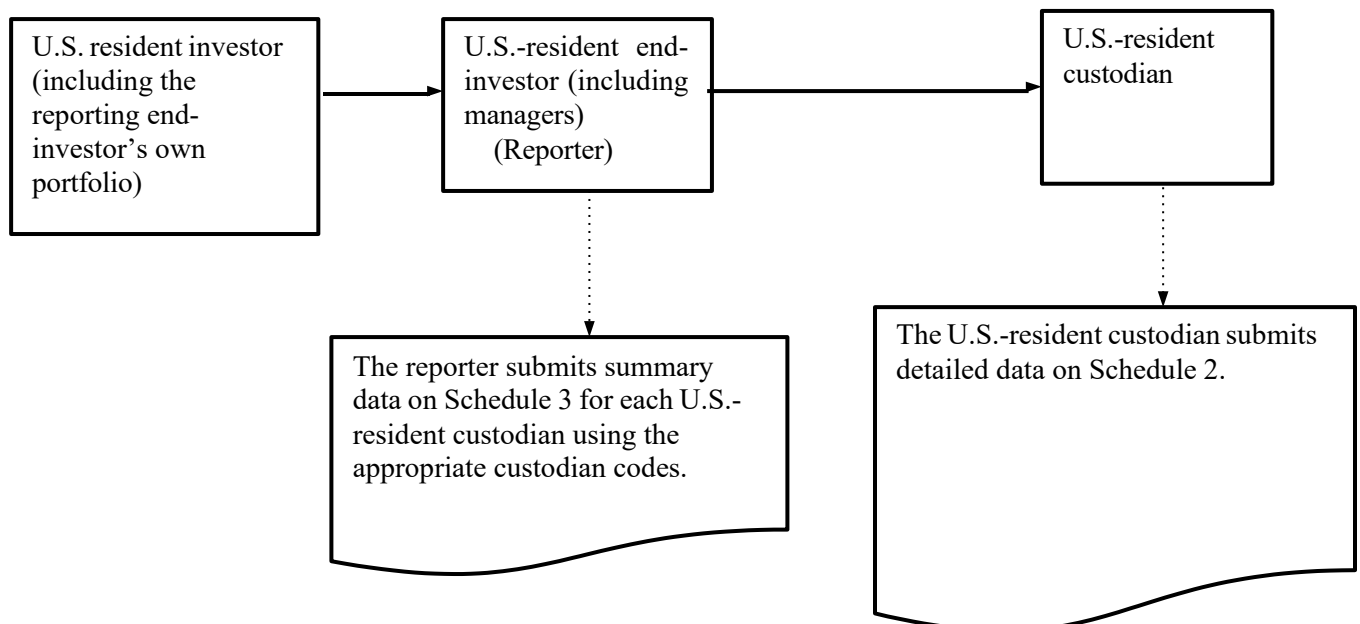 U.S. resident investor
(including the
reporting end-
investor’s own
portfolio)
U.S.-resident end-
investor (including
managers)
(Reporter)
U.S.-resident
custodian
The reporter submits summary
data on Schedule 3 for each U.S.-
resident custodian using the
appropriate custodian codes.
The U.S.-resident custodian submits
detailed data on Schedule 2.